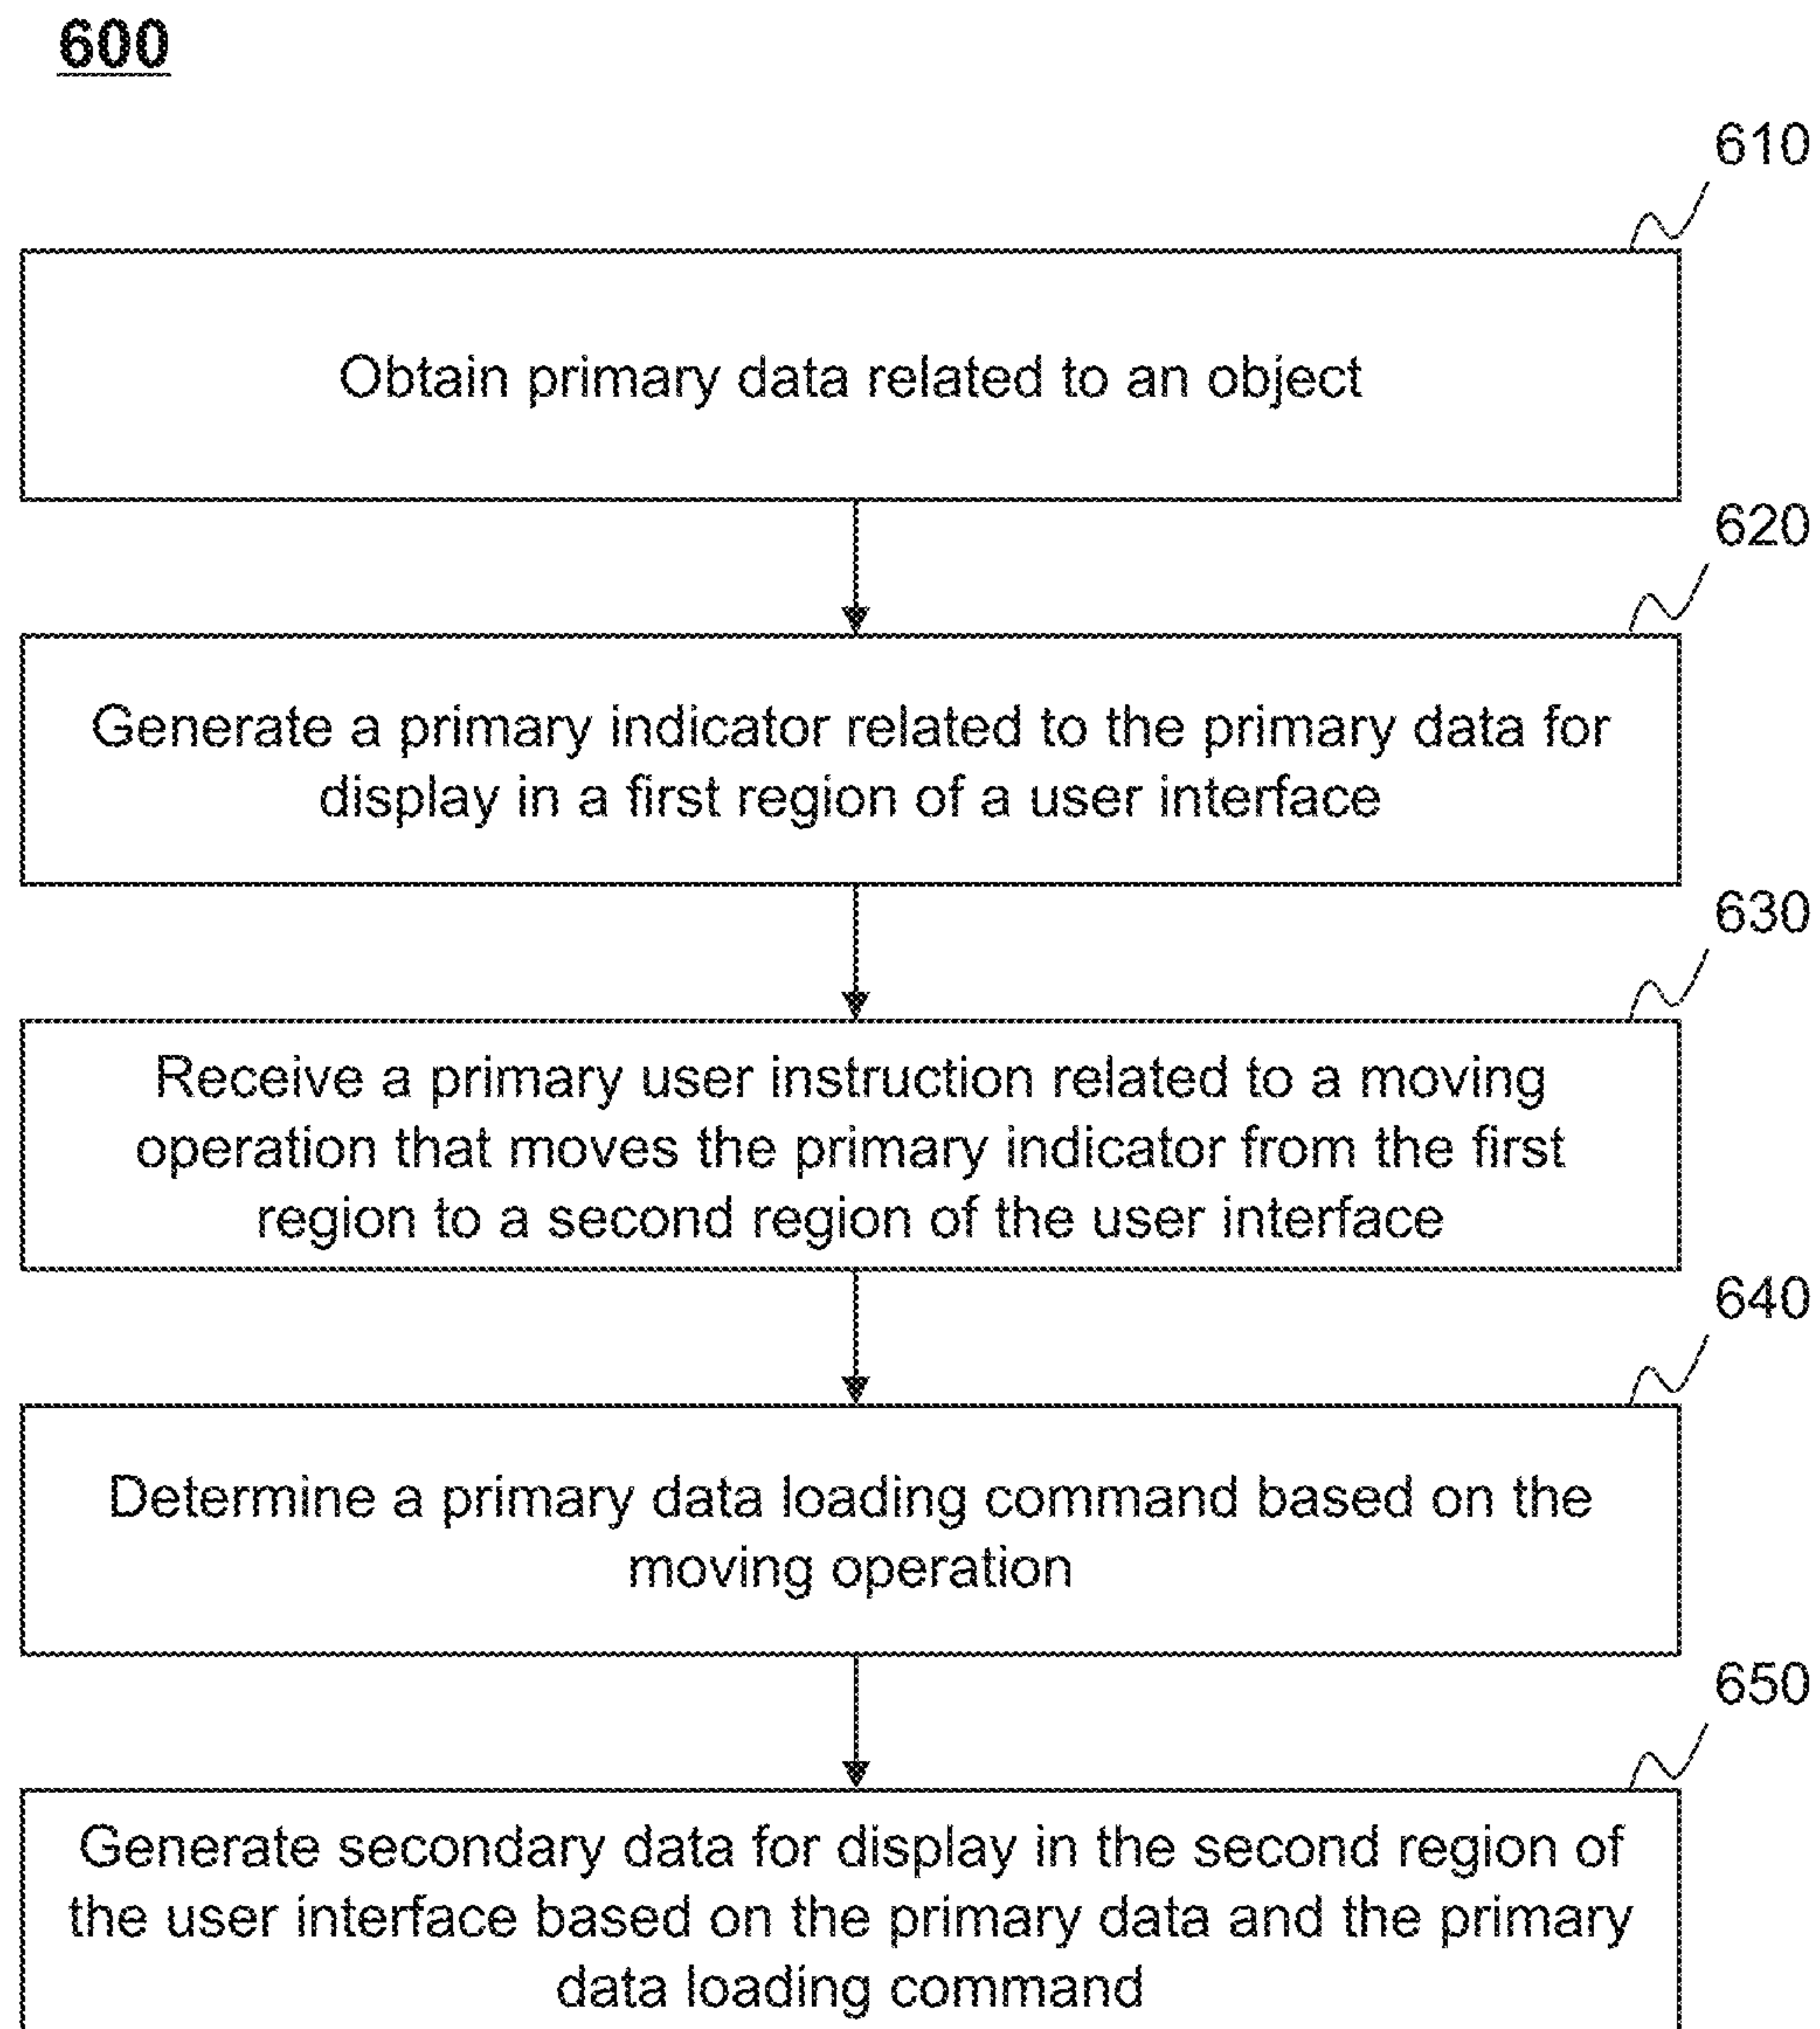 600
610
Obtain primary data related to an object
620
Generate a primary indicator related to the primary data for
display in a first region of a user interface
630
Receive a primary user instruction related to a moving
operation that moves the primary indicator from the first
region to a second region of the user interface
640
Determine a primary data loading command based on the
moving operation
650
Generate secondary data for display in the second region of
the user interface based on the primary data and the primary
data loading command